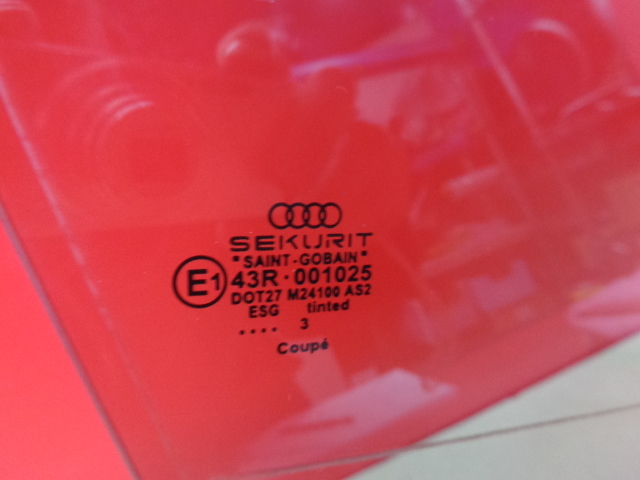 SEKURIT
"SAINT-GOBAIN"
E1 43R·001025
DOT27 M24100 AS2
ESG tinted
.... 3
Coupé